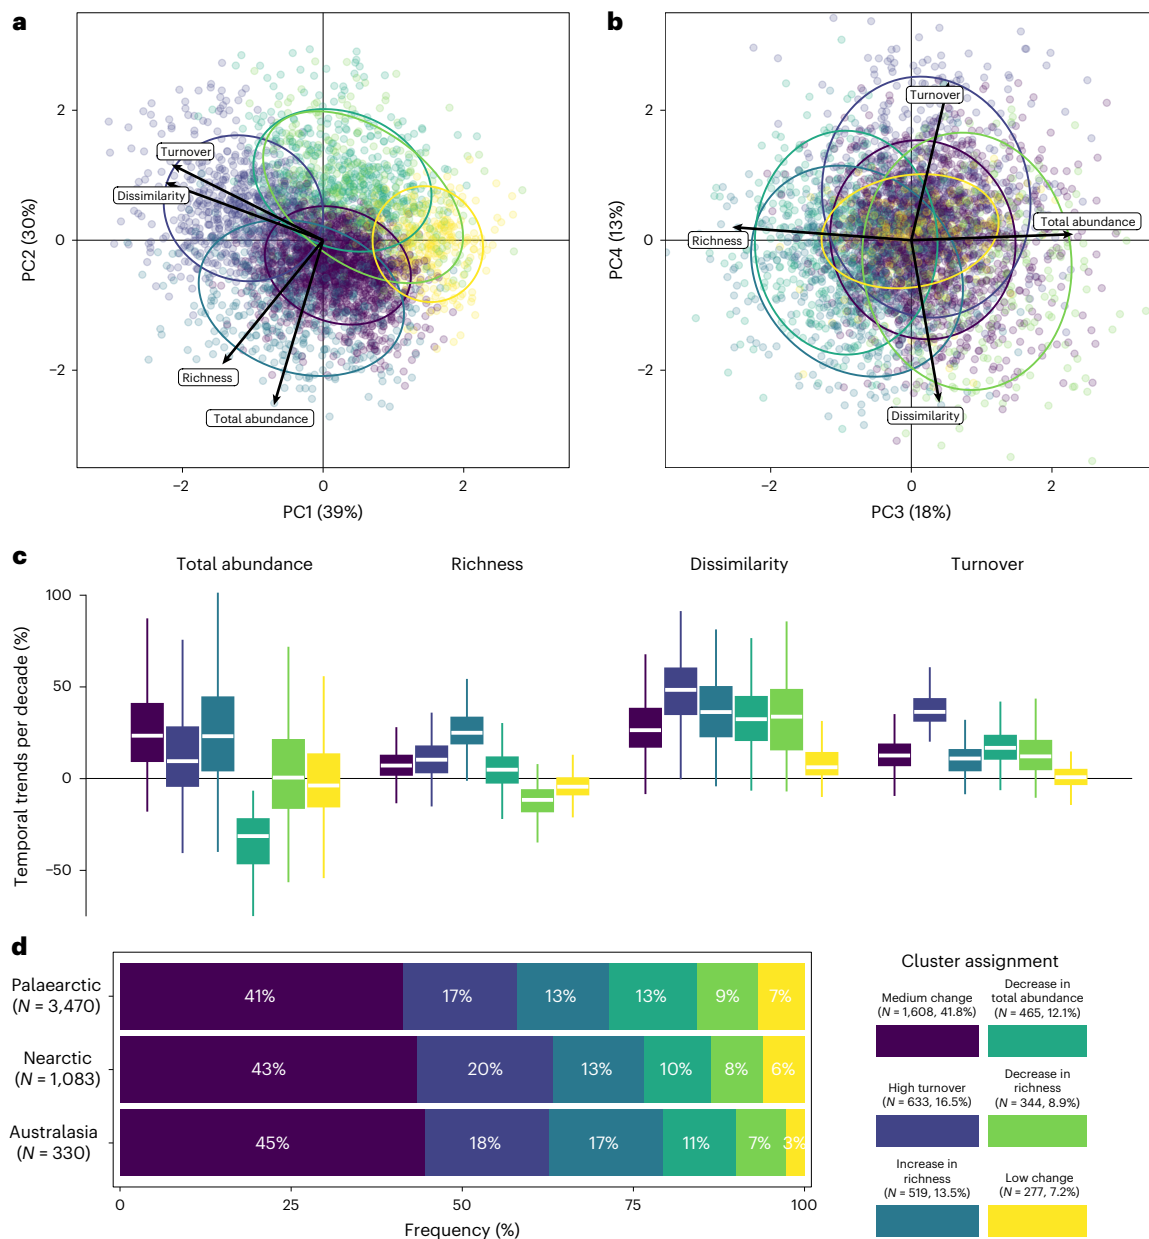 a
b
Turnover
Dissimilarity
Richness
Total abundance
2
0
−2
PC2 (30%)
−2
0
2
PC1 (39%)
Turnover
Total abundance
Richness
Dissimilarity
2
0
−2
PC4 (13%)
−2
0
2
PC3 (18%)
c
Total abundance
Richness
Dissimilarity
Turnover
100
50
0
−50
Temporal trends per decade (%)
d
Palaearctic
(N = 3,470)
41%
17%
13%
13%
9%
7%
Nearctic
(N = 1,083)
43%
20%
13%
10%
8%
6%
Australasia
(N = 330)
45%
18%
17%
11%
7%
3%
0
25
50
75
100
Frequency (%)
Cluster assignment
Medium change
(N = 1,608, 41.8%)
Decrease in
total abundance
(N = 465, 12.1%)
High turnover
(N = 633, 16.5%)
Decrease in
richness
(N = 344, 8.9%)
Increase in
richness
(N = 519, 13.5%)
Low change
(N = 277, 7.2%)